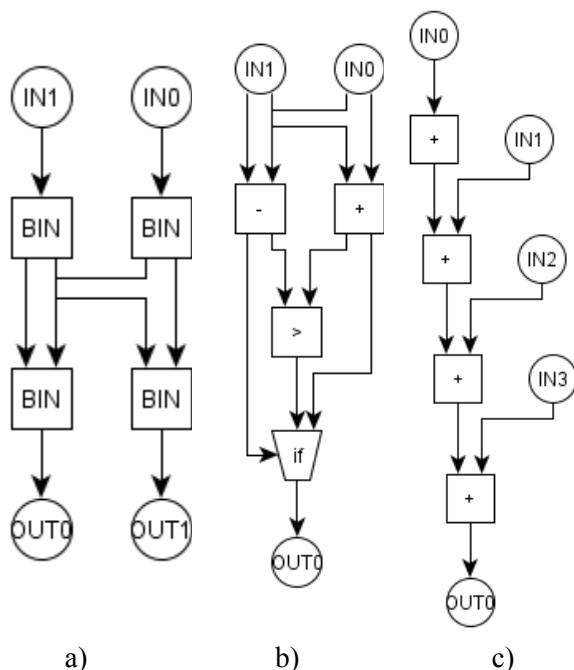 IN1
IN0
BIN
BIN
BIN
BIN
OUT0
OUT1
a)
IN1
IN0
-
+
>
if
OUT0
b)
IN0
+
IN1
+
IN2
+
IN3
+
OUT0
c)